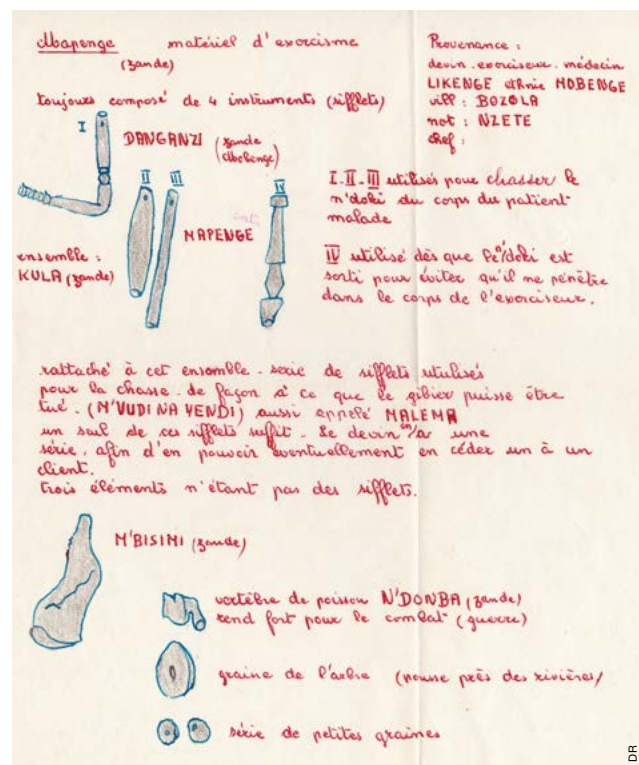 Mbapenge matériel d'exorcisme
(zande)
toujours composé de 4 instruments (sifflets)
Provenance :
devin-exorciseur-médecin
LIKENGE ethnie MOBENGE
vill : BOZOLA
not : NZETE
chef :
I
DANGANZI (zande
Mobenge)
II III
MAPENGE
IV
ensemble :
KULA (zande)
I-II-III utilisés pour chasser le
n'doki du corps du patient
malade
IV utilisé dès que le n'doki est
sorti pour éviter qu'il ne pénètre
dans le corps de l'exorciseur.
rattaché à cet ensemble - série de sifflets utulisés
pour la chasse - de façon à ce que le gibier puisse être
tué. (M'VUDI NA VENDI) aussi appelé MALEMA
un seul de ces sifflets suffit - Le devin en a une
série, afin d'en pouvoir éventuellement en céder un à un
client.
trois éléments n'étant pas des sifflets.
M'BISIMI (zande)
vertèbre de poisson N'DONBA (zande)
rend fort pour le combat (guerre)
graine de l'arbre (pousse près des rivières/
série de petites graines
DR